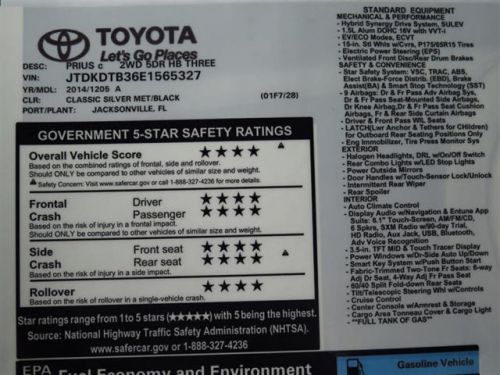 TOYOTA
Let's Go Places
DESC: PRIUS c 2WD 5DR HB THREE
VIN: JTDKDTB36E1565327
YR/MDL: 2014/1205 A
CLR: CLASSIC SILVER MET/BLACK (01F7/28)
PORT/PLANT: JACKSONVILLE, FL
GOVERNMENT 5-STAR SAFETY RATINGS
Overall Vehicle Score ★★★★ ▲
Based on the combined ratings of frontal, side and rollover.
Should ONLY be compared to other vehicles of similar size and weight.
Safety Concern: Visit www.safercar.gov or call 1-888-327-4236 for more details.
Frontal Driver ★★★★
Crash Passenger ★★★★
Based on the risk of injury in a frontal impact.
Should ONLY be compared to other vehicles of similar size and weight.
Side Front seat ★★★★ ▲
Crash Rear seat ★★★★
Based on the risk of injury in a side impact.
Rollover ★★★★
Based on the risk of rollover in a single-vehicle crash.
Star ratings range from 1 to 5 stars (★★★★★) with 5 being the highest.
Source: National Highway Traffic Safety Administration (NHTSA).
www.safercar.gov or 1-888-327-4236
STANDARD EQUIPMENT
MECHANICAL & PERFORMANCE
- Hybrid Synergy Drive System, SULEV
- 1.5L Alum DOHC 16V with VVT-i
- EV/ECO Modes, ECVT
- 15-in. Stl Whls w/Cvrs, P175/65R15 Tires
- Electric Power Steering (EPS)
- Ventilated Front Disc/Rear Drum Brakes
SAFETY & CONVENIENCE
- Star Safety System: VSC, TRAC, ABS,
Elect Brake-Force Distrib. (EBD), Brake
Assist(BA) & Smart Stop Technology (SST)
- 9 Airbags: Dr & Fr Pass Adv Airbag Sys,
Dr & Fr Pass Seat-Mounted Side Airbags,
Dr Knee Airbag,Dr & Fr Pass Seat Cushion
Airbags, Fr & Rear Side Curtain Airbags
- Driver & Front Pass WIL Seats
- LATCH(Lwr Anchor & Tethers for CHildren)
for Outboard Rear Seating Positions Only
- Eng Immobilizer, Tire Press Monitor Sys
EXTERIOR
- Halogen Headlights, DRL w/On/Off Switch
- Rear Combo Lights w/LED Stop Lights
- Power Outside Mirrors
- Door Handles w/Touch-Sensor Lock/Unlock
- Intermittent Rear Wiper
- Rear Spoiler
INTERIOR
- Auto Climate Control
- Display Audio w/Navigation & Entune App
Suite: 6.1" Touch-Screen, AM/FM/CD,
6 Spkrs, SXM Radio w/90-day Trial,
HD Radio, Aux Jack, USB, Bluetooth,
Adv Voice Recognition
- 3.5-in. TFT MID & Touch Tracer Display
- Power Windows w/Dr-Side Auto Up/Down
- Smart Key System w/Push Button Start
- Fabric-Trimmed Two-Tone Fr Seats: 6-way
Adj Dr Seat, 4-Way Adj Fr Pass Seat
- 60/40 Split Fold-down Rear Seats
- Tilt/Telescopic Steering Whl w/Controls
- Cruise Control
- Center Console w/Armrest & Storage
- Cargo Area Tonneau Cover & Cargo Light
**FULL TANK OF GAS**
EPA
Fuel Economy and Environment
Gasoline Vehicle